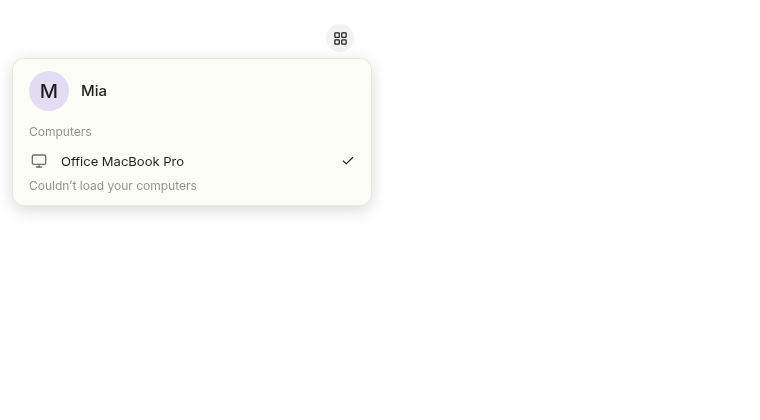 M
Mia
Computers
Office MacBook Pro
Couldn’t load your computers